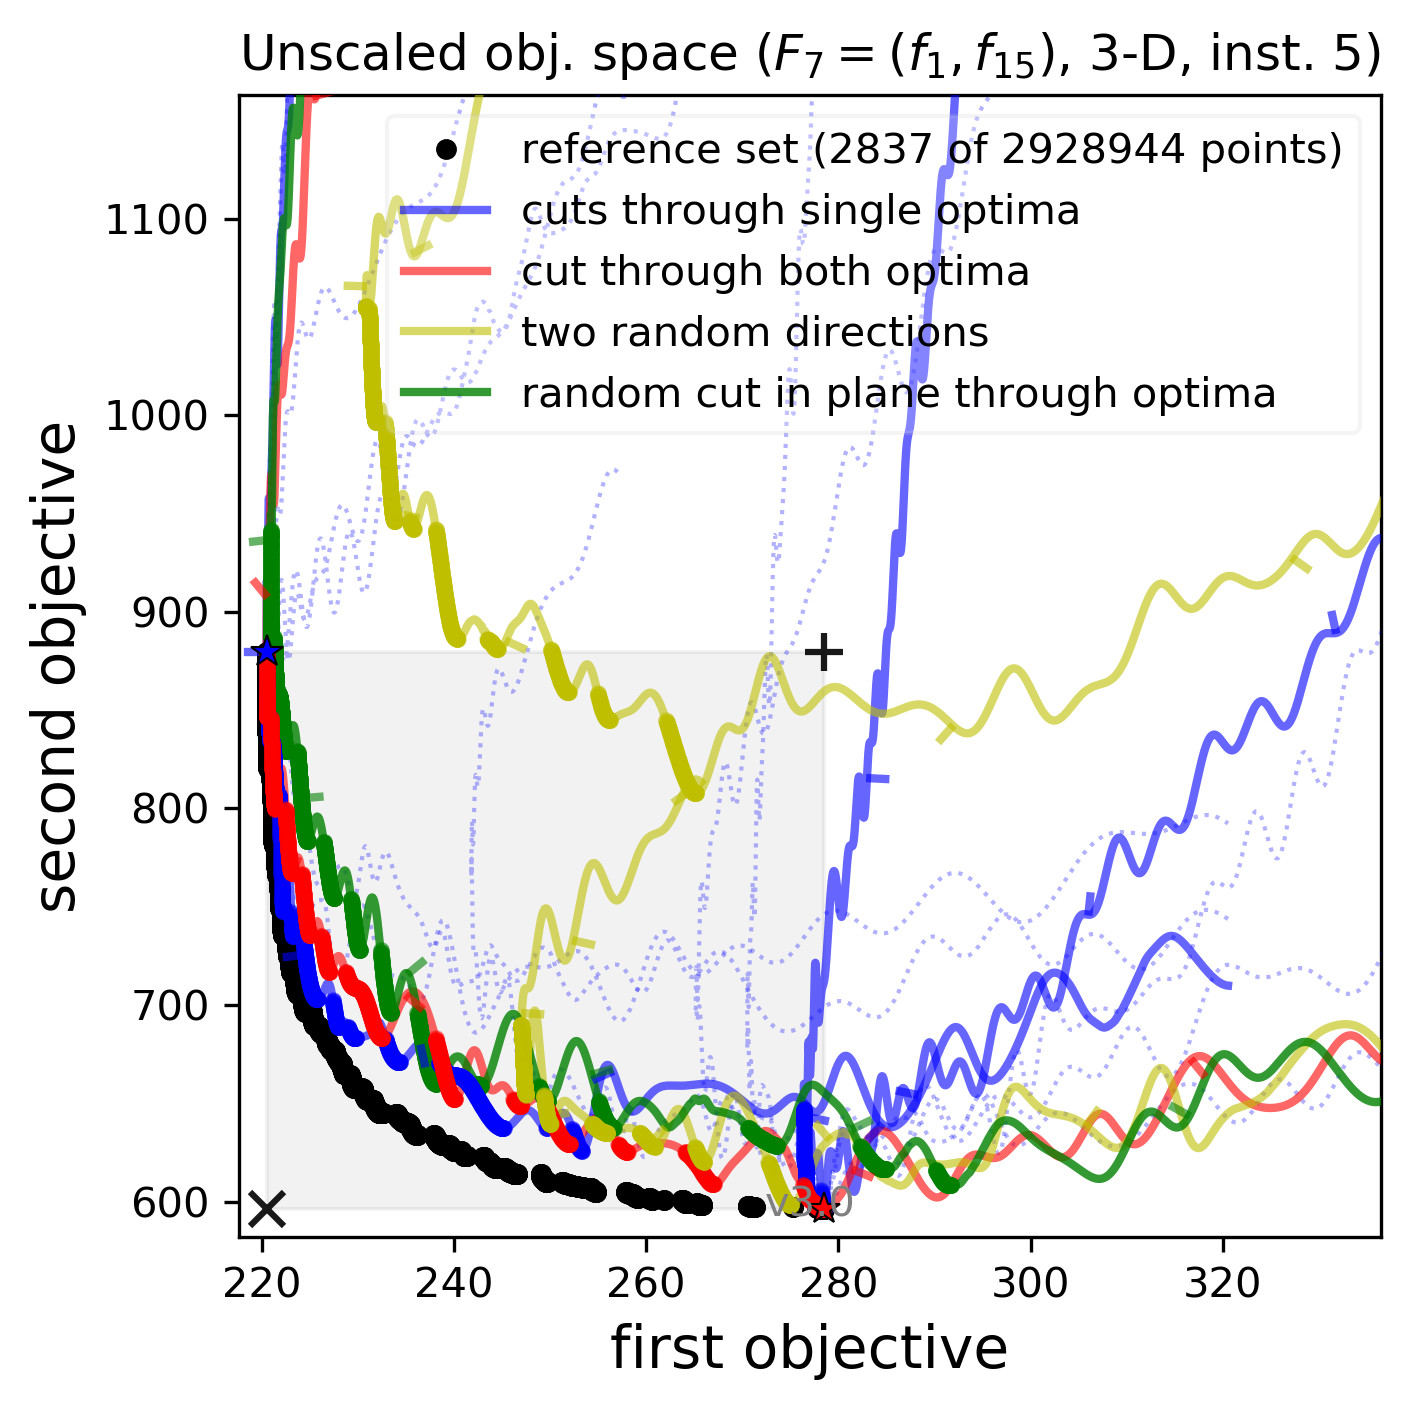 Unscaled obj. space (F₇ = (f₁, f₁₅), 3-D, inst. 5)
reference set (2837 of 2928944 points)
cuts through single optima
cut through both optima
two random directions
random cut in plane through optima
second objective
1100
1000
900
800
700
600
v3.0
220 240 260 280 300 320
first objective